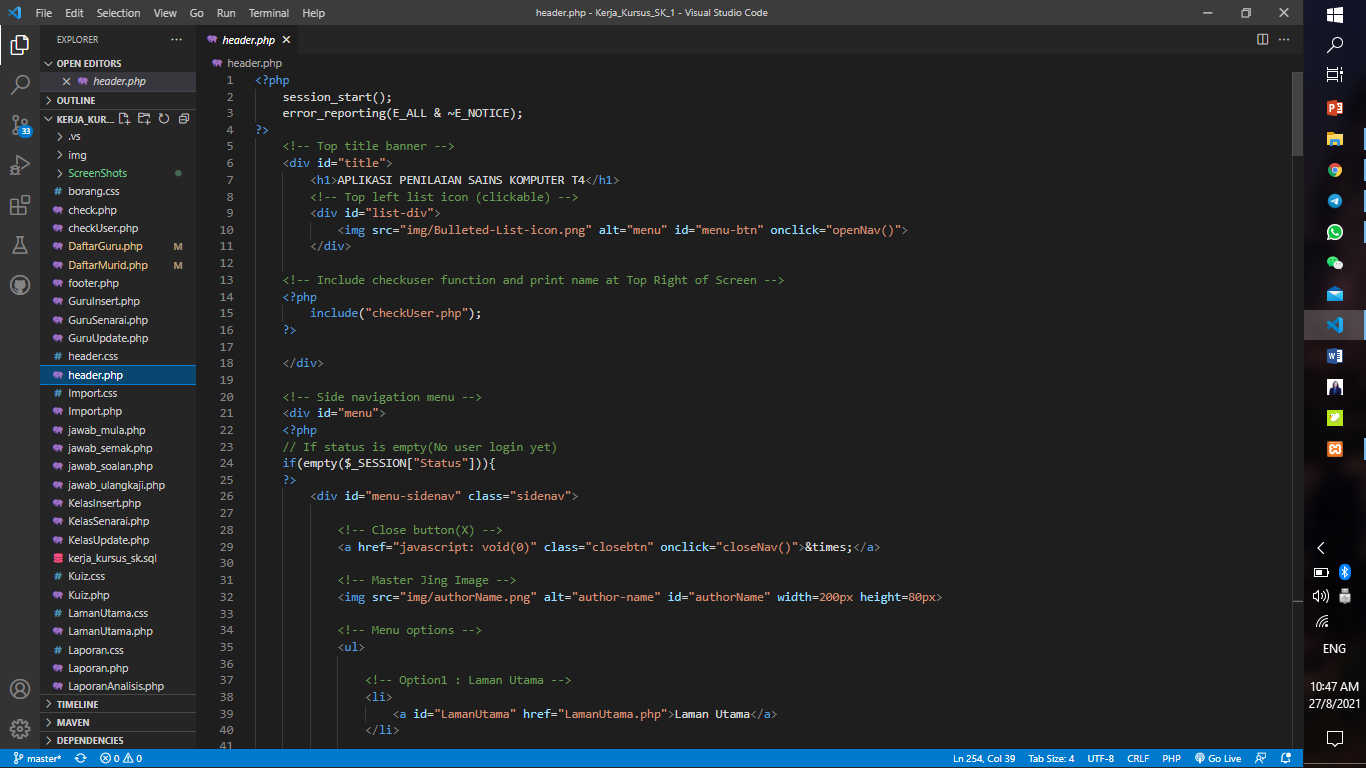 File Edit Selection View Go Run Terminal Help
header.php - Kerja_Kursus_SK_1 - Visual Studio Code
EXPLORER
OPEN EDITORS
header.php
OUTLINE
KERJA_KUR...
.vs
img
ScreenShots
borang.css
check.php
checkUser.php
DaftarGuru.php M
DaftarMurid.php M
footer.php
GuruInsert.php
GuruSenarai.php
GuruUpdate.php
header.css
header.php
Import.css
Import.php
jawab_mula.php
jawab_semak.php
jawab_soalan.php
jawab_ulangkaji.php
KelasInsert.php
KelasSenarai.php
KelasUpdate.php
kerja_kursus_sk.sql
Kuiz.css
Kuiz.php
LamanUtama.css
LamanUtama.php
Laporan.css
Laporan.php
LaporanAnalisis.php
TIMELINE
MAVEN
DEPENDENCIES
33
header.php
header.php
1 <?php
2 session_start();
3 error_reporting(E_ALL & ~E_NOTICE);
4 ?>
5 <!-- Top title banner -->
6 <div id="title">
7 <h1>APLIKASI PENILAIAN SAINS KOMPUTER T4</h1>
8 <!-- Top left list icon (clickable) -->
9 <div id="list-div">
10 <img src="img/Bulleted-List-icon.png" alt="menu" id="menu-btn" onclick="openNav()">
11 </div>
12
13 <!-- Include checkuser function and print name at Top Right of Screen -->
14 <?php
15 include("checkUser.php");
16 ?>
17
18 </div>
19
20 <!-- Side navigation menu -->
21 <div id="menu">
22 <?php
23 // If status is empty(No user login yet)
24 if(empty($_SESSION["Status"])){
25 ?>
26 <div id="menu-sidenav" class="sidenav">
27
28 <!-- Close button(X) -->
29 <a href="javascript: void(0)" class="closebtn" onclick="closeNav()">&times;</a>
30
31 <!-- Master Jing Image -->
32 <img src="img/authorName.png" alt="author-name" id="authorName" width=200px height=80px>
33
34 <!-- Menu options -->
35 <ul>
36
37 <!-- Option1 : Laman Utama -->
38 <li>
39 <a id="LamanUtama" href="LamanUtama.php">Laman Utama</a>
40 </li>
41
master* 0 0
Ln 254, Col 39 Tab Size: 4 UTF-8 CRLF PHP Go Live
ENG
10:47 AM
27/8/2021